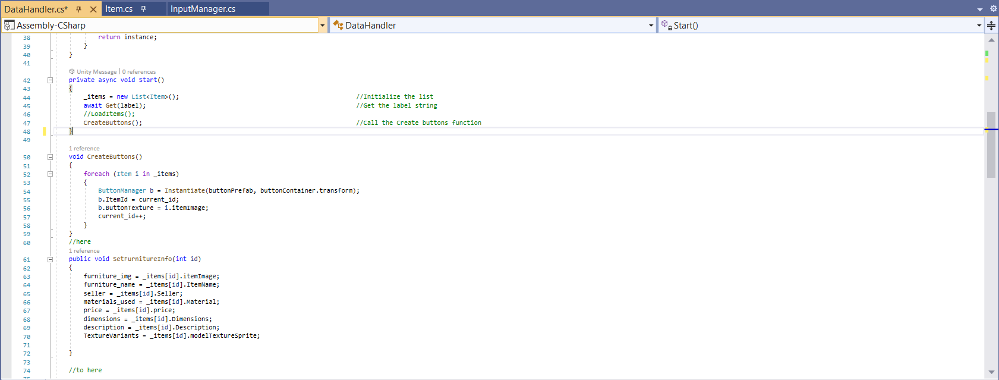 DataHandler.cs* Item.cs InputManager.cs
Assembly-CSharp DataHandler Start()
38 return instance;
39 }
40 }
41
Unity Message | 0 references
42 private async void Start()
43 {
44 _items = new List<Item>(); //Initialize the list
45 await Get(label); //Get the label string
46 //LoadItems();
47 CreateButtons(); //Call the Create buttons function
48 }
49
1 reference
50 void CreateButtons()
51 {
52 foreach (Item i in _items)
53 {
54 ButtonManager b = Instantiate(buttonPrefab, buttonContainer.transform);
55 b.ItemId = current_id;
56 b.ButtonTexture = i.itemImage;
57 current_id++;
58 }
59 }
60 //here
1 reference
61 public void SetFurnitureInfo(int id)
62 {
63 furniture_img = _items[id].itemImage;
64 furniture_name = _items[id].ItemName;
65 seller = _items[id].Seller;
66 materials_used = _items[id].Material;
67 price = _items[id].price;
68 dimensions = _items[id].Dimensions;
69 description = _items[id].Description;
70 TextureVariants = _items[id].modelTextureSprite;
71
72 }
73
74 //to here